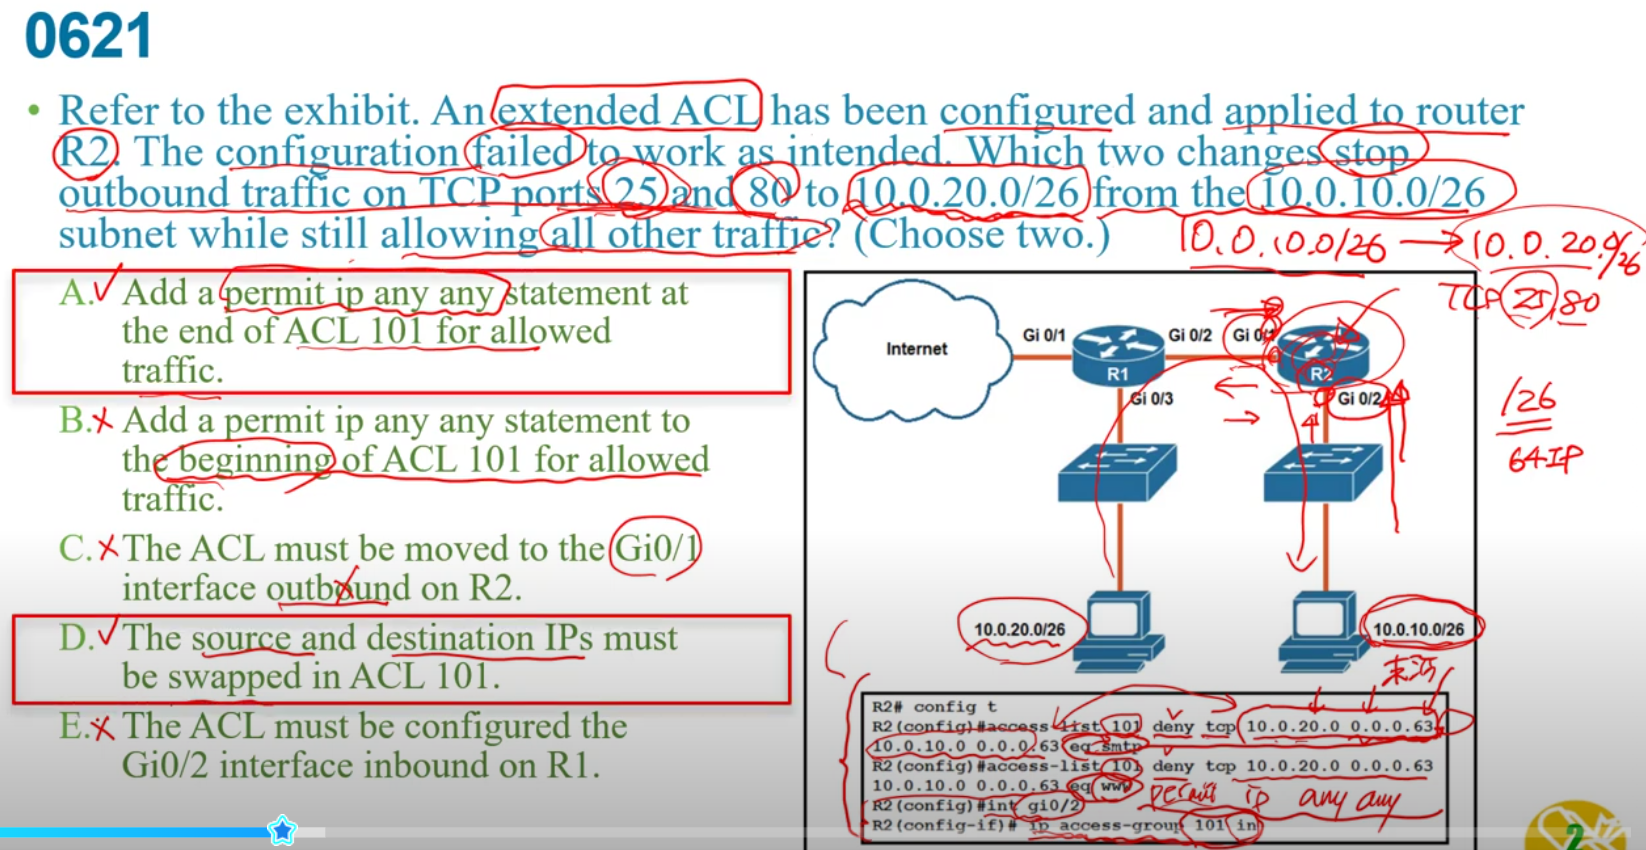 0621
• Refer to the exhibit. An extended ACL has been configured and applied to router
R2. The configuration failed to work as intended. Which two changes stop
outbound traffic on TCP ports 25 and 80 to 10.0.20.0/26 from the 10.0.10.0/26
subnet while still allowing all other traffic? (Choose two.)
10.0.10.0/26 → 10.0.20.0/26
TCP 25, 80
A. Add a permit ip any any statement at
the end of ACL 101 for allowed
traffic.
B. Add a permit ip any any statement to
the beginning of ACL 101 for allowed
traffic.
C. The ACL must be moved to the Gi0/1
interface outbound on R2.
D. The source and destination IPs must
be swapped in ACL 101.
E. The ACL must be configured the
Gi0/2 interface inbound on R1.
Internet
Gi 0/1
R1
Gi 0/2
Gi 0/1
R2
Gi 0/3
Gi 0/2
/26
64 IP
10.0.20.0/26
10.0.10.0/26
来源
R2# config t
R2(config)#access-list 101 deny tcp 10.0.20.0 0.0.0.63
10.0.10.0 0.0.0.63 eq smtp
R2(config)#access-list 101 deny tcp 10.0.20.0 0.0.0.63
10.0.10.0 0.0.0.63 eq www
permit ip any any
R2(config)#int gi0/2
R2(config-if)# ip access-group 101 in
2